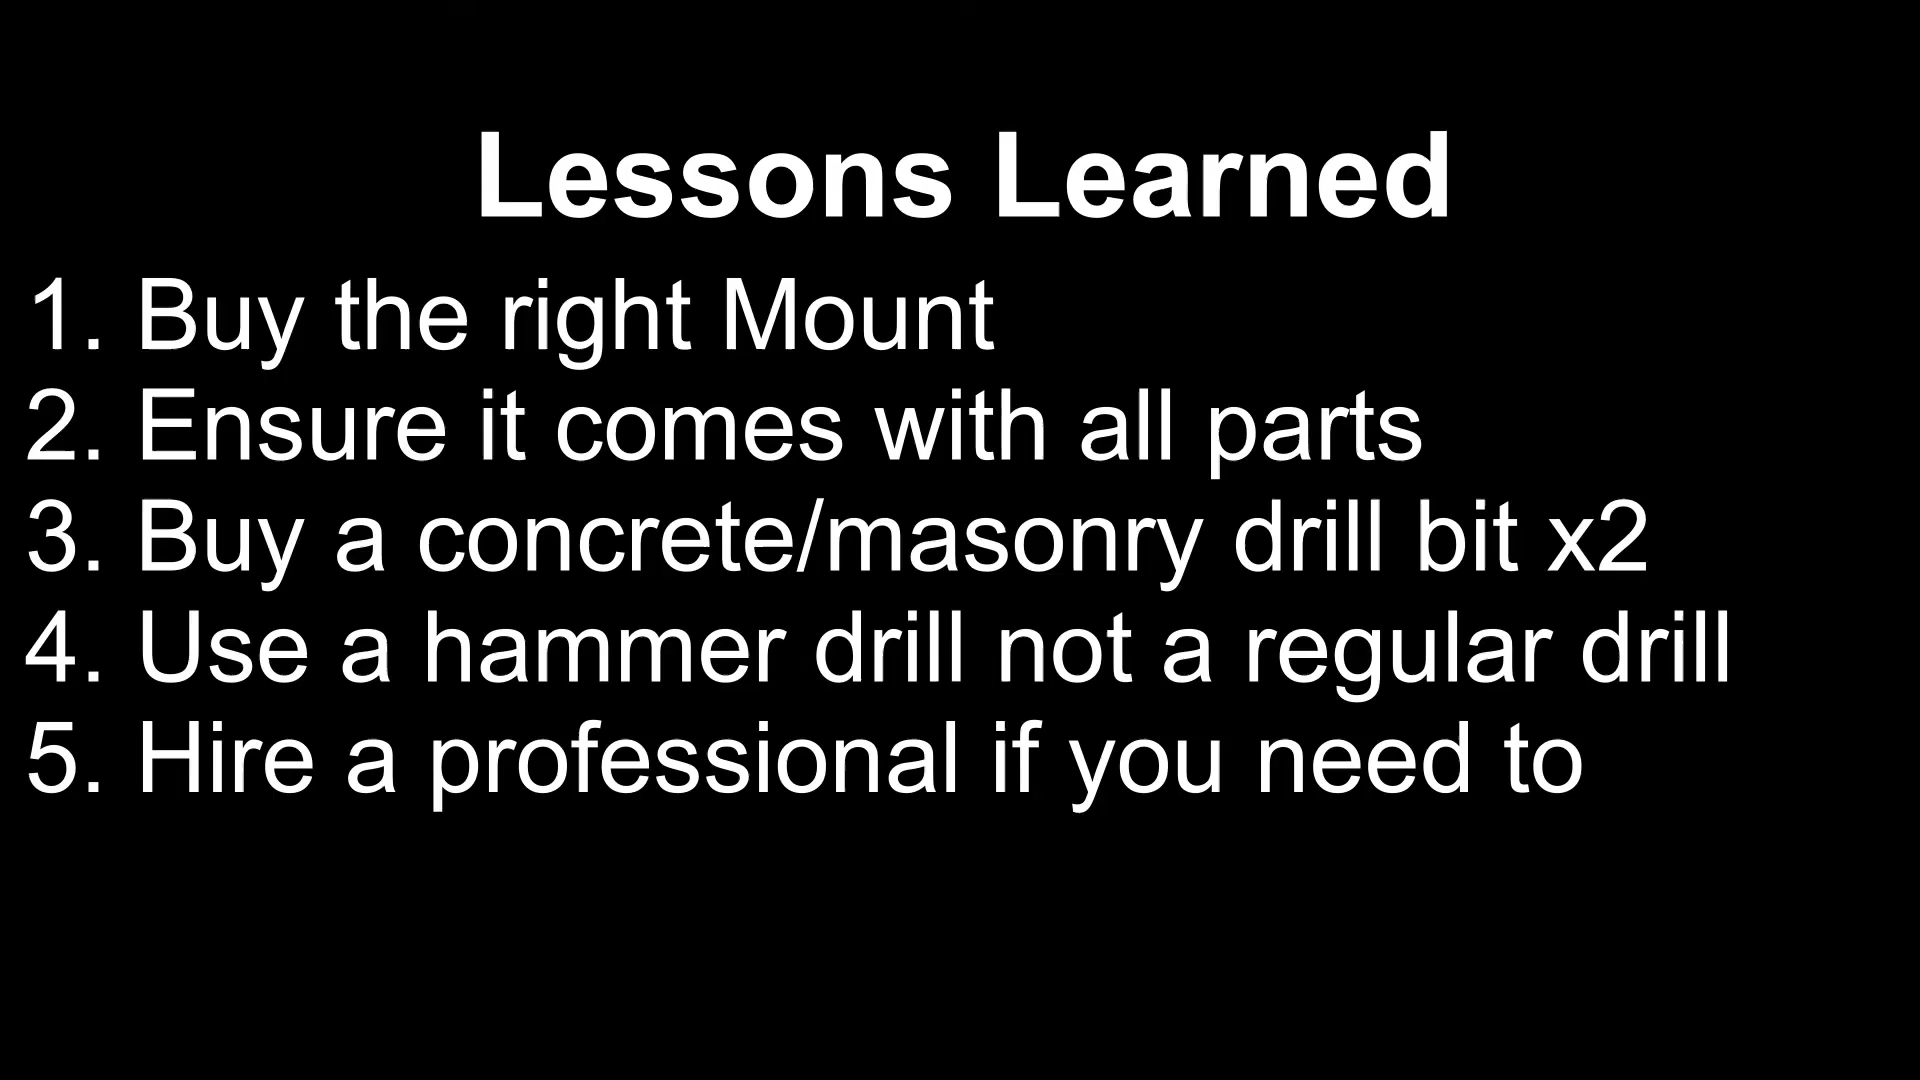 Lessons Learned
1. Buy the right Mount
2. Ensure it comes with all parts
3. Buy a concrete/masonry drill bit x2
4. Use a hammer drill not a regular drill
5. Hire a professional if you need to